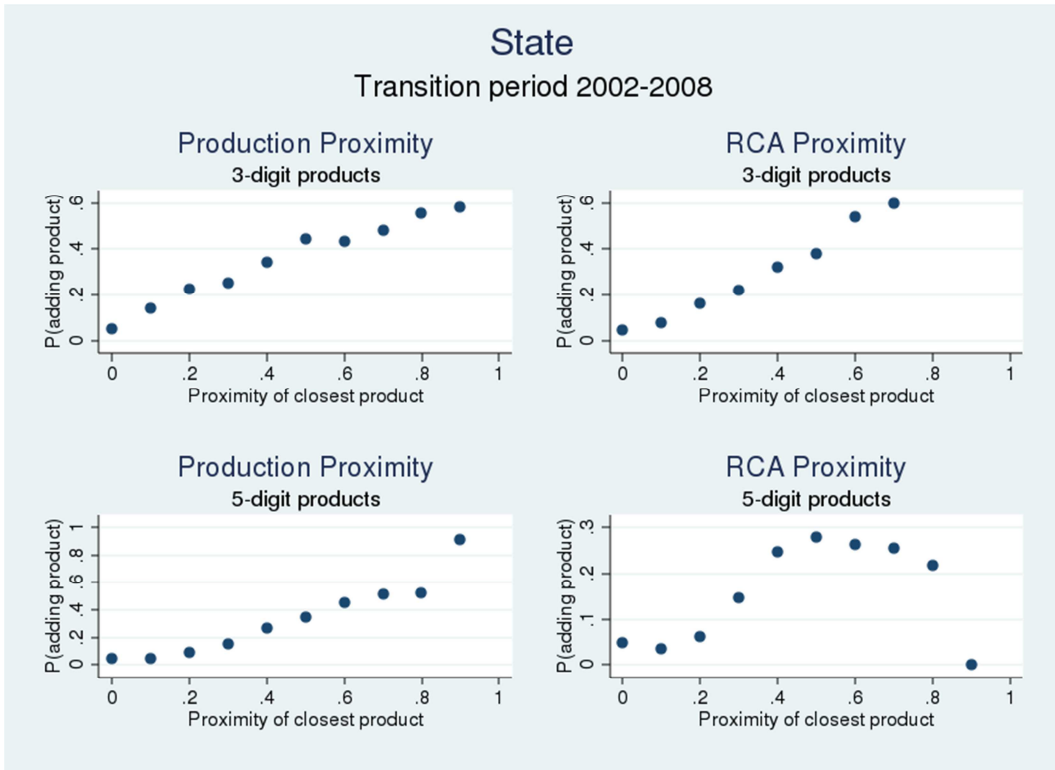 State
Transition period 2002-2008
Production Proximity
3-digit products
P(adding product)
.6
.4
.2
0
0 .2 .4 .6 .8 1
Proximity of closest product
RCA Proximity
3-digit products
P(adding product)
.6
.4
.2
0
0 .2 .4 .6 .8 1
Proximity of closest product
Production Proximity
5-digit products
P(adding product)
1
.8
.6
.4
.2
0
0 .2 .4 .6 .8 1
Proximity of closest product
RCA Proximity
5-digit products
P(adding product)
.3
.2
.1
0
0 .2 .4 .6 .8 1
Proximity of closest product